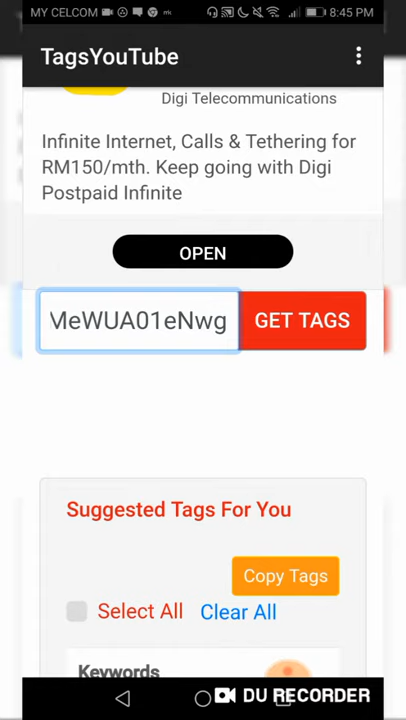 MY CELCOM 8:45 PM
TagsYouTube
Digi Telecommunications
Infinite Internet, Calls & Tethering for
RM150/mth. Keep going with Digi
Postpaid Infinite
OPEN
MeWUA01eNwg GET TAGS
Suggested Tags For You
Copy Tags
Select All Clear All
Keywords
DU RECORDER